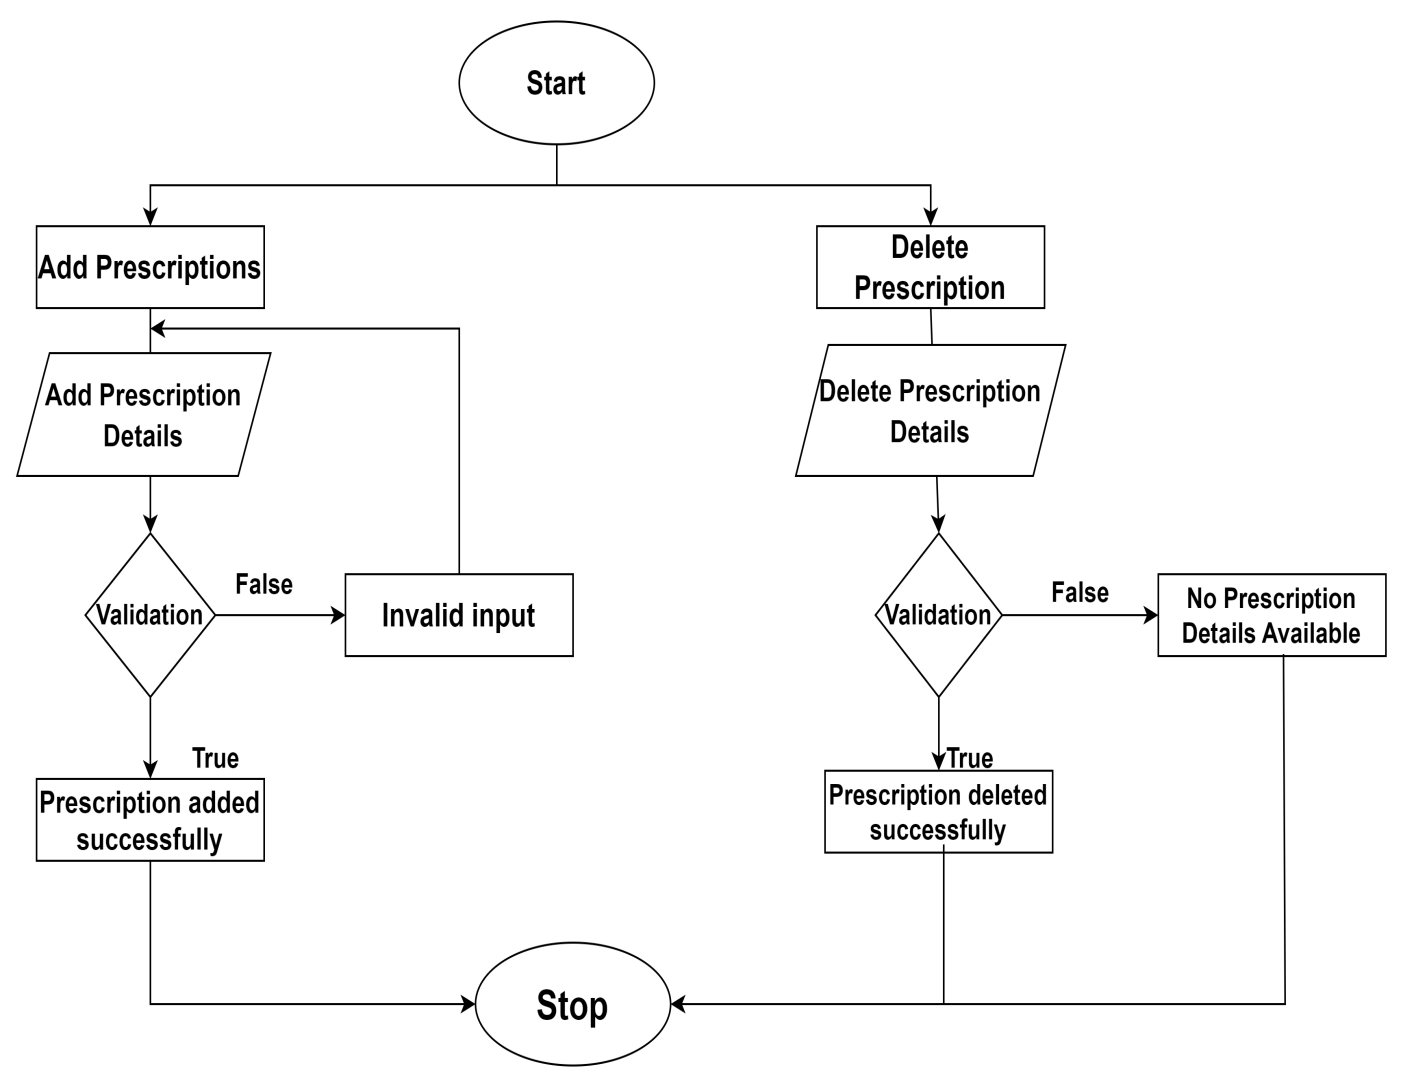 Start
Add Prescriptions
Delete
Prescription
Add Prescription
Details
Delete Prescription
Details
Validation
False
Invalid input
Validation
False
No Prescription
Details Available
True
Prescription added
successfully
True
Prescription deleted
successfully
Stop